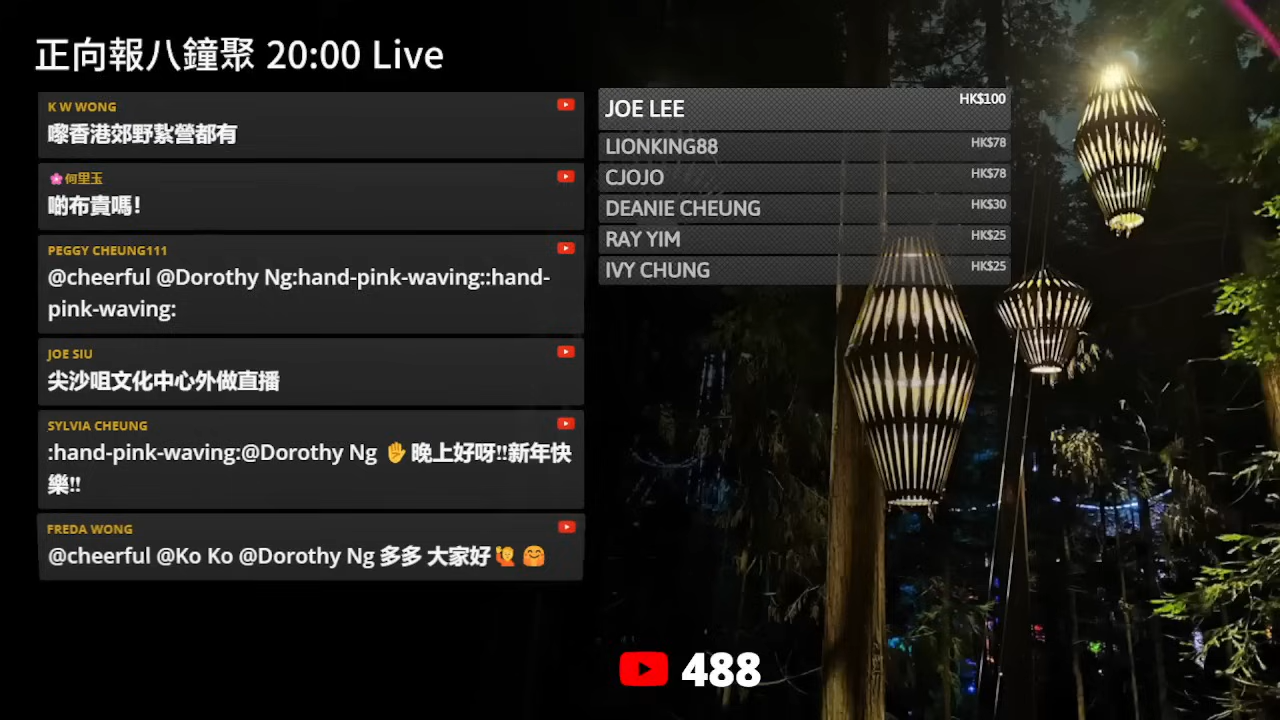 正向報八鐘聚 20:00 Live
K W WONG
嚟香港郊野紮營都有
🌸何里玉
啲布貴嗎！
PEGGY CHEUNG111
@cheerful @Dorothy Ng:hand-pink-waving::hand-
pink-waving:
JOE SIU
尖沙咀文化中心外做直播
SYLVIA CHEUNG
:hand-pink-waving:@Dorothy Ng ✋晚上好呀!!新年快
樂!!
FREDA WONG
@cheerful @Ko Ko @Dorothy Ng 多多 大家好🙋🤗
JOE LEE HK$100
LIONKING88 HK$78
CJOJO HK$78
DEANIE CHEUNG HK$30
RAY YIM HK$25
IVY CHUNG HK$25
488